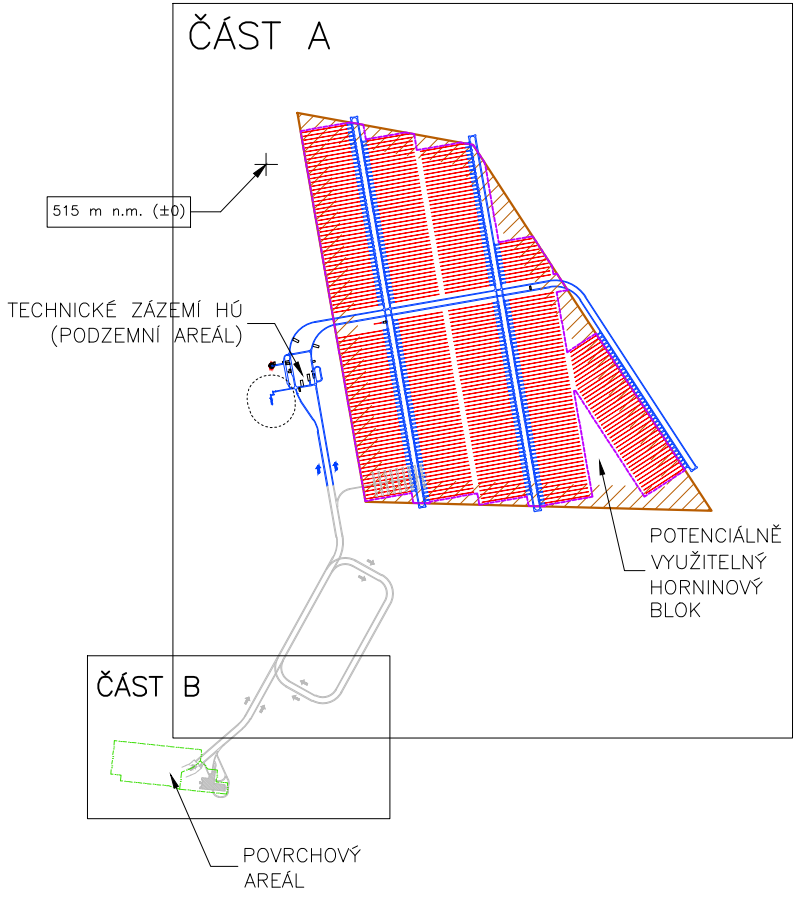 ČÁST A
515 m n.m. (±0)
TECHNICKÉ ZÁZEMÍ HÚ
(PODZEMNÍ AREÁL)
POTENCIÁLNĚ
VYUŽITELNÝ
HORNINOVÝ
BLOK
ČÁST B
POVRCHOVÝ
AREÁL